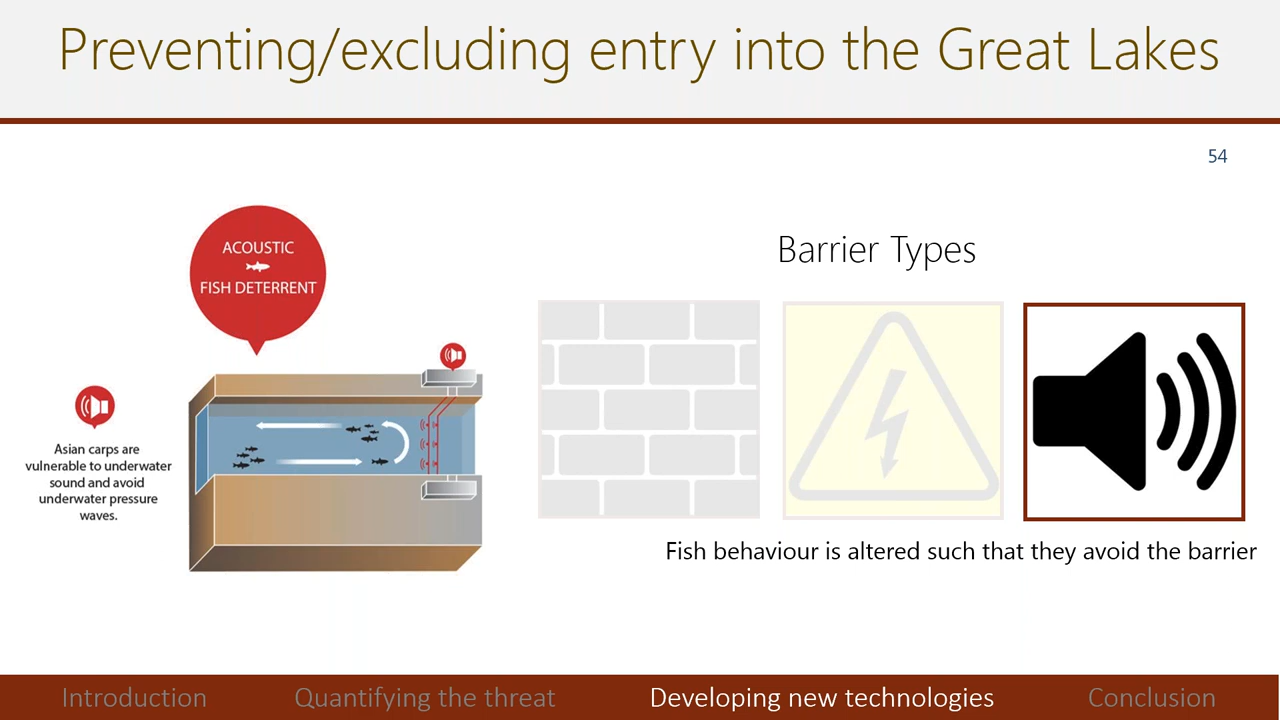 Preventing/excluding entry into the Great Lakes
54
ACOUSTIC
FISH DETERRENT
Asian carps are
vulnerable to underwater
sound and avoid
underwater pressure
waves.
Barrier Types
Fish behaviour is altered such that they avoid the barrier
Introduction
Quantifying the threat
Developing new technologies
Conclusion